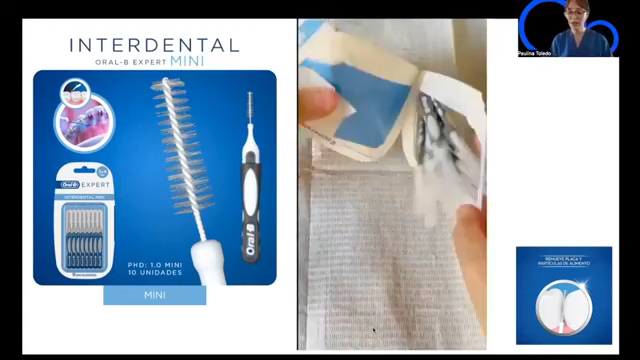 INTERDENTAL
ORAL-B EXPERT MINI
Oral-B EXPERT
INTERDENTAL MINI
Oral-B
PHD: 1.0 MINI
10 UNIDADES
MINI
Paulina Toledo
REMUEVE PLACA Y
PARTÍCULAS DE ALIMENTO